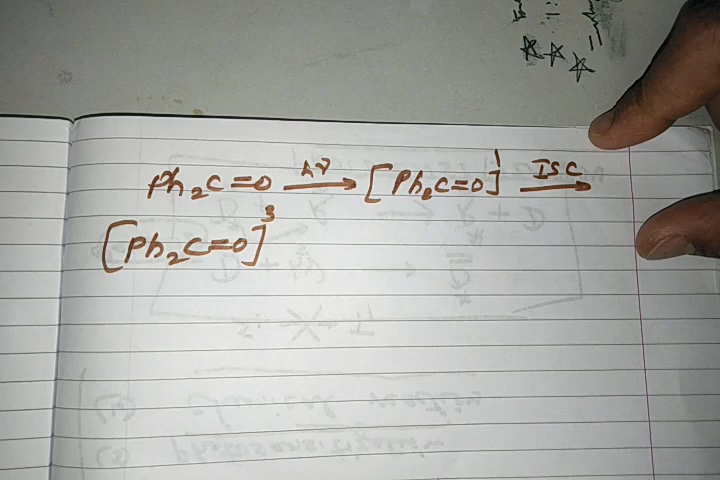 Ph₂C=O —hν→ [Ph₂C=O]¹ —ISC→
[Ph₂C=O]³